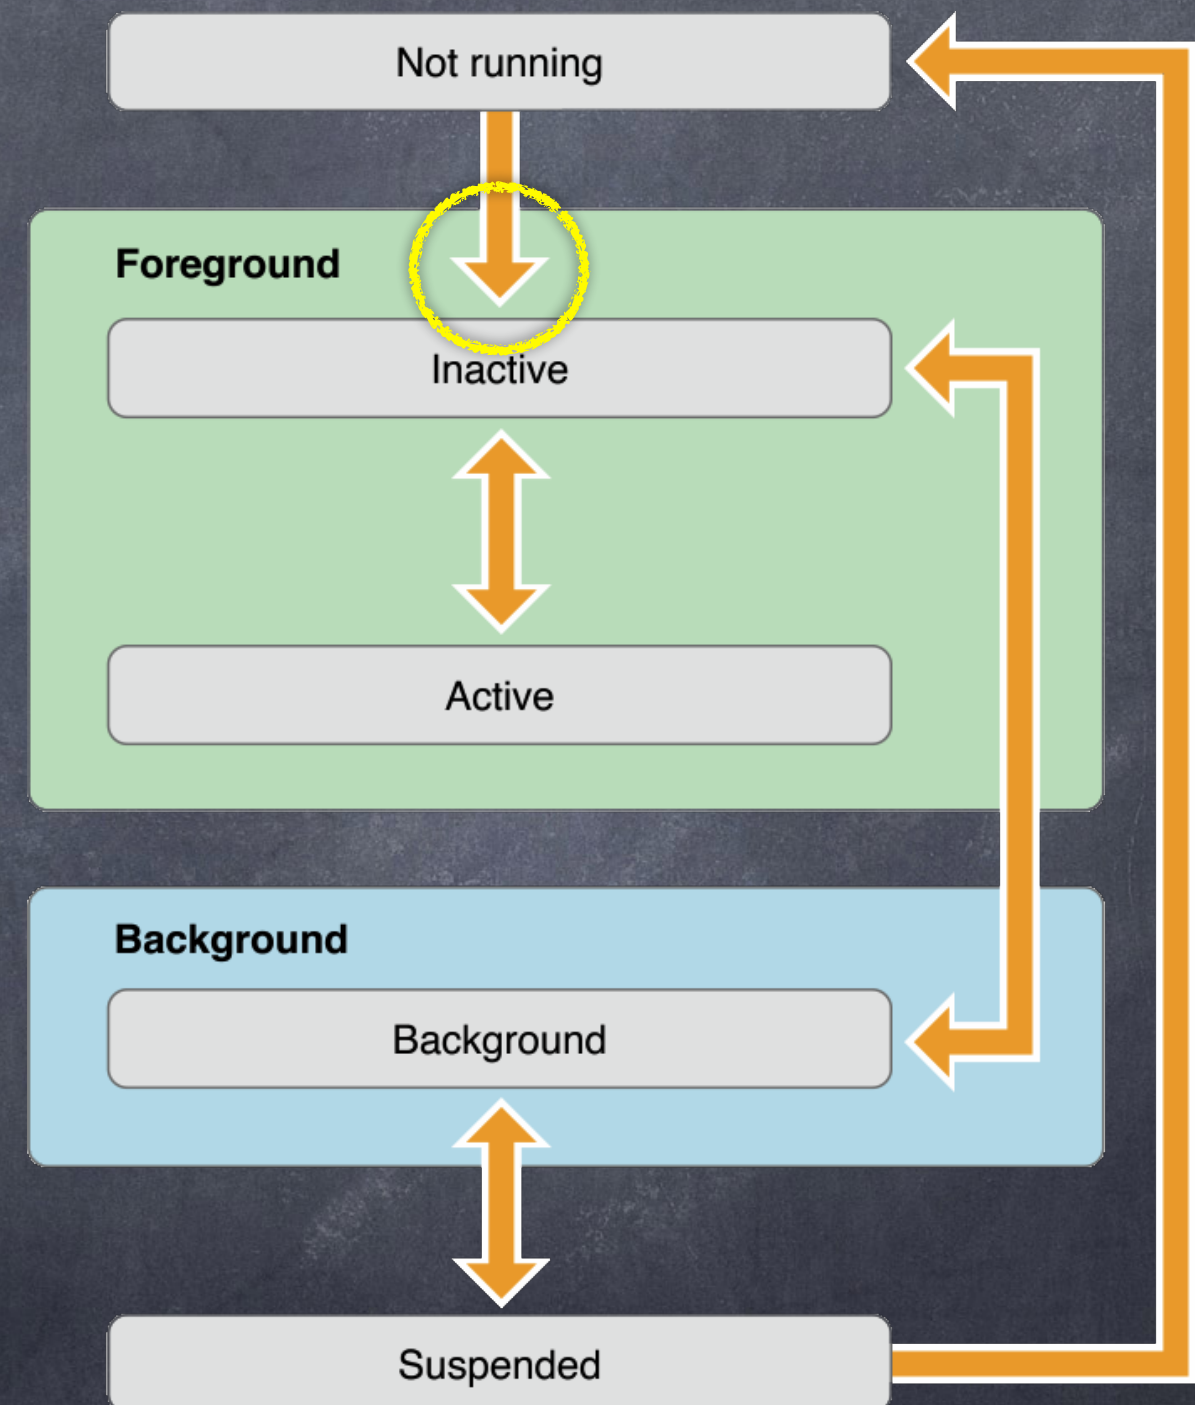 Not running
Foreground
Inactive
Active
Background
Background
Suspended